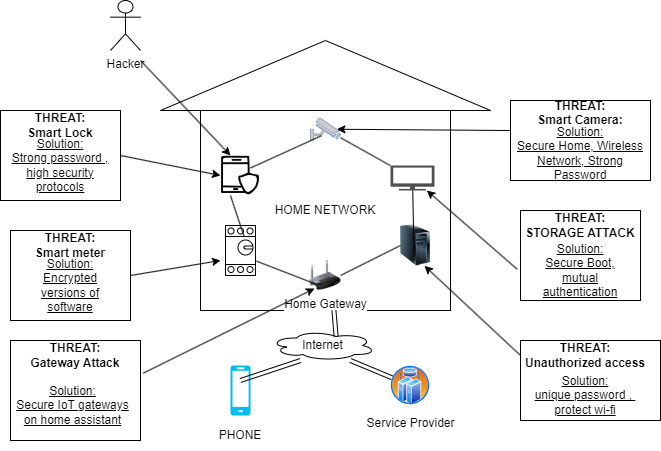 Hacker
THREAT:
Smart Lock
Solution:
Strong password ,
high security
protocols
THREAT:
Smart Camera:
Solution:
Secure Home, Wireless
Network, Strong
Password
HOME NETWORK
THREAT:
Smart meter
Solution:
Encrypted
versions of
software
THREAT:
STORAGE ATTACK
Solution:
Secure Boot,
mutual
authentication
Home Gateway
THREAT:
Gateway Attack
Solution:
Secure IoT gateways
on home assistant
Internet
THREAT:
Unauthorized access
Solution:
unique password ,
protect wi-fi
PHONE
Service Provider